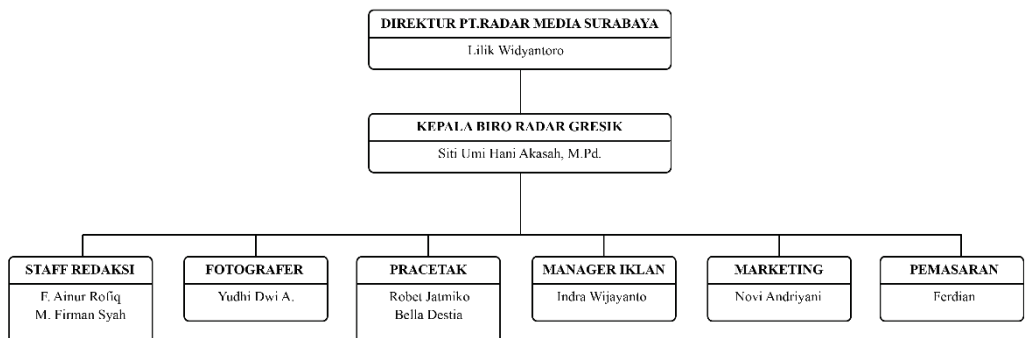 DIREKTUR PT.RADAR MEDIA SURABAYA
Lilik Widyantoro
KEPALA BIRO RADAR GRESIK
Siti Umi Hani Akasah, M.Pd.
STAFF REDAKSI
F. Ainur Rofiq
M. Firman Syah
FOTOGRAFER
Yudhi Dwi A.
PRACETAK
Robet Jatmiko
Bella Destia
MANAGER IKLAN
Indra Wijayanto
MARKETING
Novi Andriyani
PEMASARAN
Ferdian